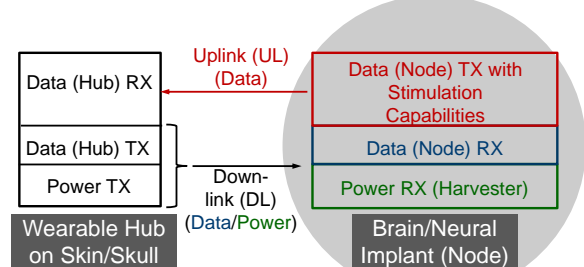 Data (Hub) RX
Data (Hub) TX
Power TX
Wearable Hub
on Skin/Skull
Uplink (UL)
(Data)
Down-
link (DL)
(Data/Power)
Data (Node) TX with
Stimulation
Capabilities
Data (Node) RX
Power RX (Harvester)
Brain/Neural
Implant (Node)